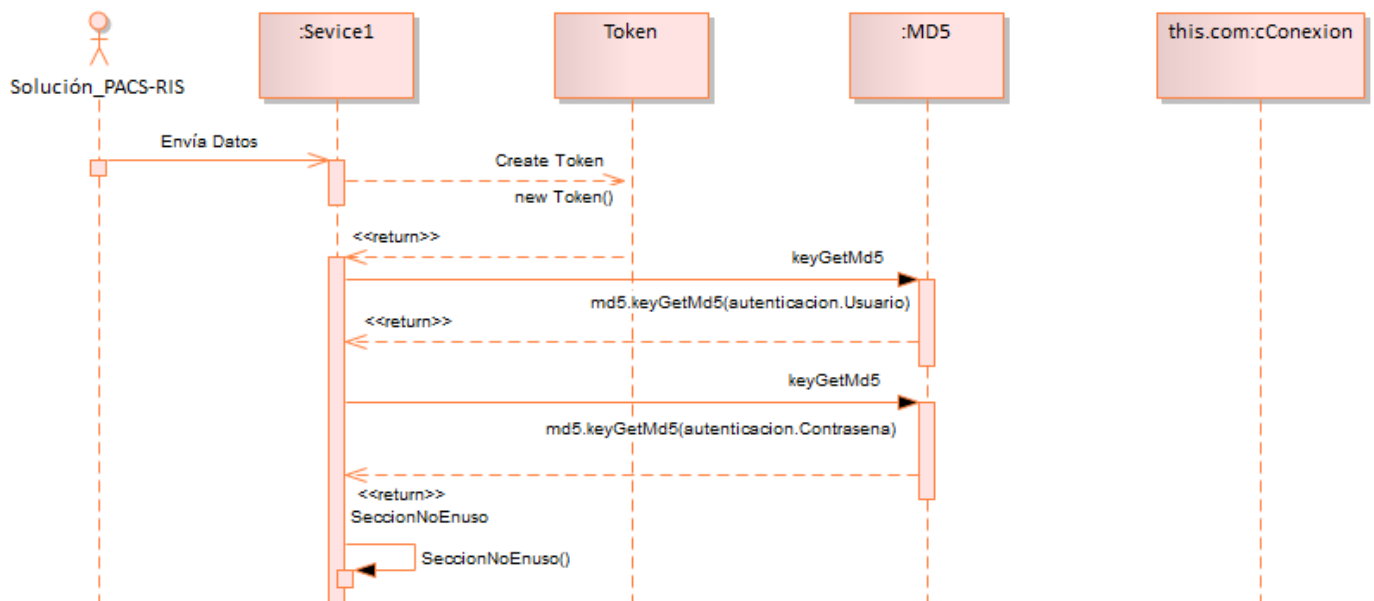 :Sevice1
Token
:MD5
this.com:cConexion
Solución_PACS-RIS
Envía Datos
Create Token
new Token()
<<return>>
keyGetMd5
md5.keyGetMd5(autenticacion.Usuario)
<<return>>
keyGetMd5
md5.keyGetMd5(autenticacion.Contrasena)
<<return>>
SeccionNoEnuso
SeccionNoEnuso()